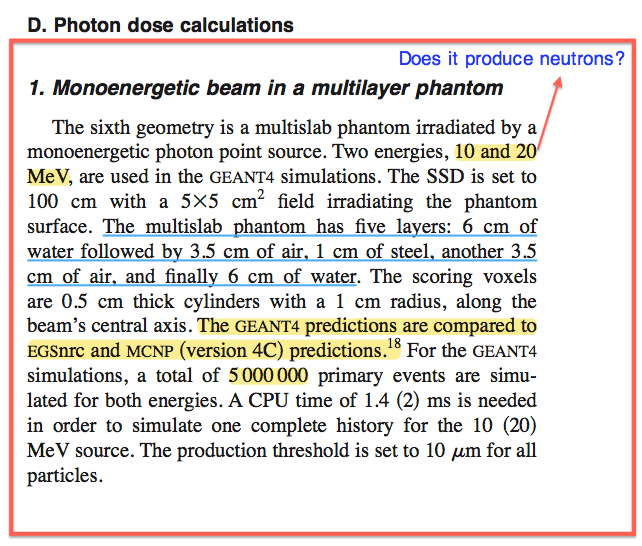 D. Photon dose calculations
Does it produce neutrons?
1. Monoenergetic beam in a multilayer phantom
The sixth geometry is a multislab phantom irradiated by a
monoenergetic photon point source. Two energies, 10 and 20
MeV, are used in the GEANT4 simulations. The SSD is set to
100 cm with a 5×5 cm² field irradiating the phantom
surface. The multislab phantom has five layers: 6 cm of
water followed by 3.5 cm of air, 1 cm of steel, another 3.5
cm of air, and finally 6 cm of water. The scoring voxels
are 0.5 cm thick cylinders with a 1 cm radius, along the
beam's central axis. The GEANT4 predictions are compared to
EGSnrc and MCNP (version 4C) predictions.¹⁸ For the GEANT4
simulations, a total of 5 000 000 primary events are simu-
lated for both energies. A CPU time of 1.4 (2) ms is needed
in order to simulate one complete history for the 10 (20)
MeV source. The production threshold is set to 10 μm for all
particles.